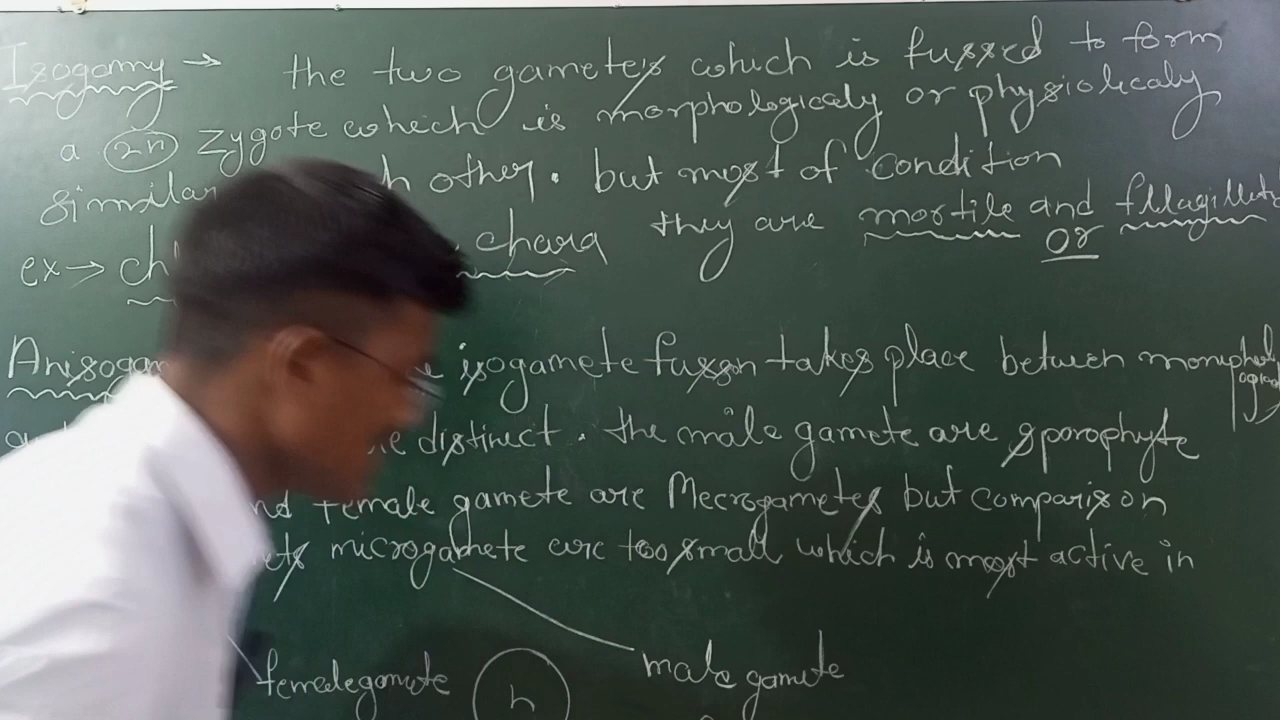 Isogamy → the two gametes which is fussed to form
a 2n zygote which is morphologicaly or physiolicaly
similar h other. but most of condition
ex → ch chara they are mortile and
or
Anisogam isogamete fusson takes place between
distinct. the male gamete are sporophyte
nd female gamete are Mecrogametes but comparison
microgamete are too small which is most active in
female gamete n male gamete